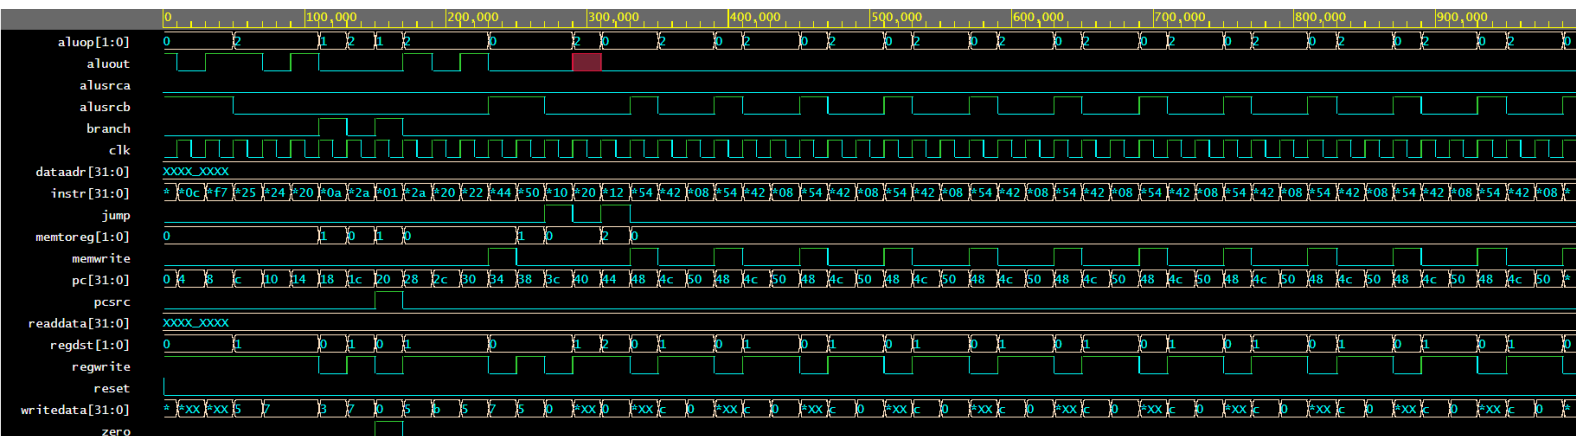 0 100,000 200,000 300,000 400,000 500,000 600,000 700,000 800,000 900,000
aluop[1:0] 0 2 1 2 1 2 0 2 0 2 0 2 0 2 0 2 0 2 0 2 0 2 0 2 0 2 0 2 0 2 0
aluout
alusrca
alusrcb
branch
clk
dataadr[31:0] XXXX_XXXX
instr[31:0] * *0c *f7 *25 *24 *20 *0a *2a *01 *2a *20 *22 *44 *50 *10 *20 *12 *54 *42 *08 *54 *42 *08 *54 *42 *08 *54 *42 *08 *54 *42 *08 *54 *42 *08 *54 *42 *08 *54 *42 *08 *54 *42 *08 *54 *42 *08 *54 *42 *08 *
jump
memtoreg[1:0] 0 1 0 1 0 1 0 2 0
memwrite
pc[31:0] 0 4 8 c 10 14 18 1c 20 28 2c 30 34 38 3c 40 44 48 4c 50 48 4c 50 48 4c 50 48 4c 50 48 4c 50 48 4c 50 48 4c 50 48 4c 50 48 4c 50 48 4c 50 48 4c 50 *
pcsrc
readdata[31:0] XXXX_XXXX
regdst[1:0] 0 1 0 1 0 1 0 1 2 0 1 0 1 0 1 0 1 0 1 0 1 0 1 0 1 0 1 0 1 0 1 0
regwrite
reset
writedata[31:0] * *XX *XX 5 7 3 7 0 5 b 5 7 5 0 *XX 0 *XX c 0 *XX c 0 *XX c 0 *XX c 0 *XX c 0 *XX c 0 *XX c 0 *XX c 0 *XX c 0 *XX c 0 *XX c 0 *
zero